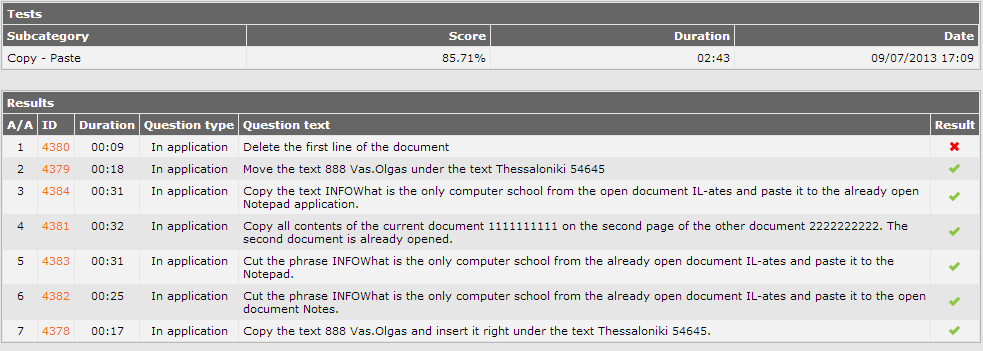 Tests
Subcategory Score Duration Date
Copy - Paste 85.71% 02:43 09/07/2013 17:09
Results
A/A ID Duration Question type Question text Result
1 4380 00:09 In application Delete the first line of the document
2 4379 00:18 In application Move the text 888 Vas.Olgas under the text Thessaloniki 54645
3 4384 00:31 In application Copy the text INFOWhat is the only computer school from the open document IL-ates and paste it to the already open
Notepad application.
4 4381 00:32 In application Copy all contents of the current document 1111111111 on the second page of the other document 2222222222. The
second document is already opened.
5 4383 00:31 In application Cut the phrase INFOWhat is the only computer school from the already open document IL-ates and paste it to the
Notepad.
6 4382 00:25 In application Cut the phrase INFOWhat is the only computer school from the already open document IL-ates and paste it to the open
document Notes.
7 4378 00:17 In application Copy the text 888 Vas.Olgas and insert it right under the text Thessaloniki 54645.